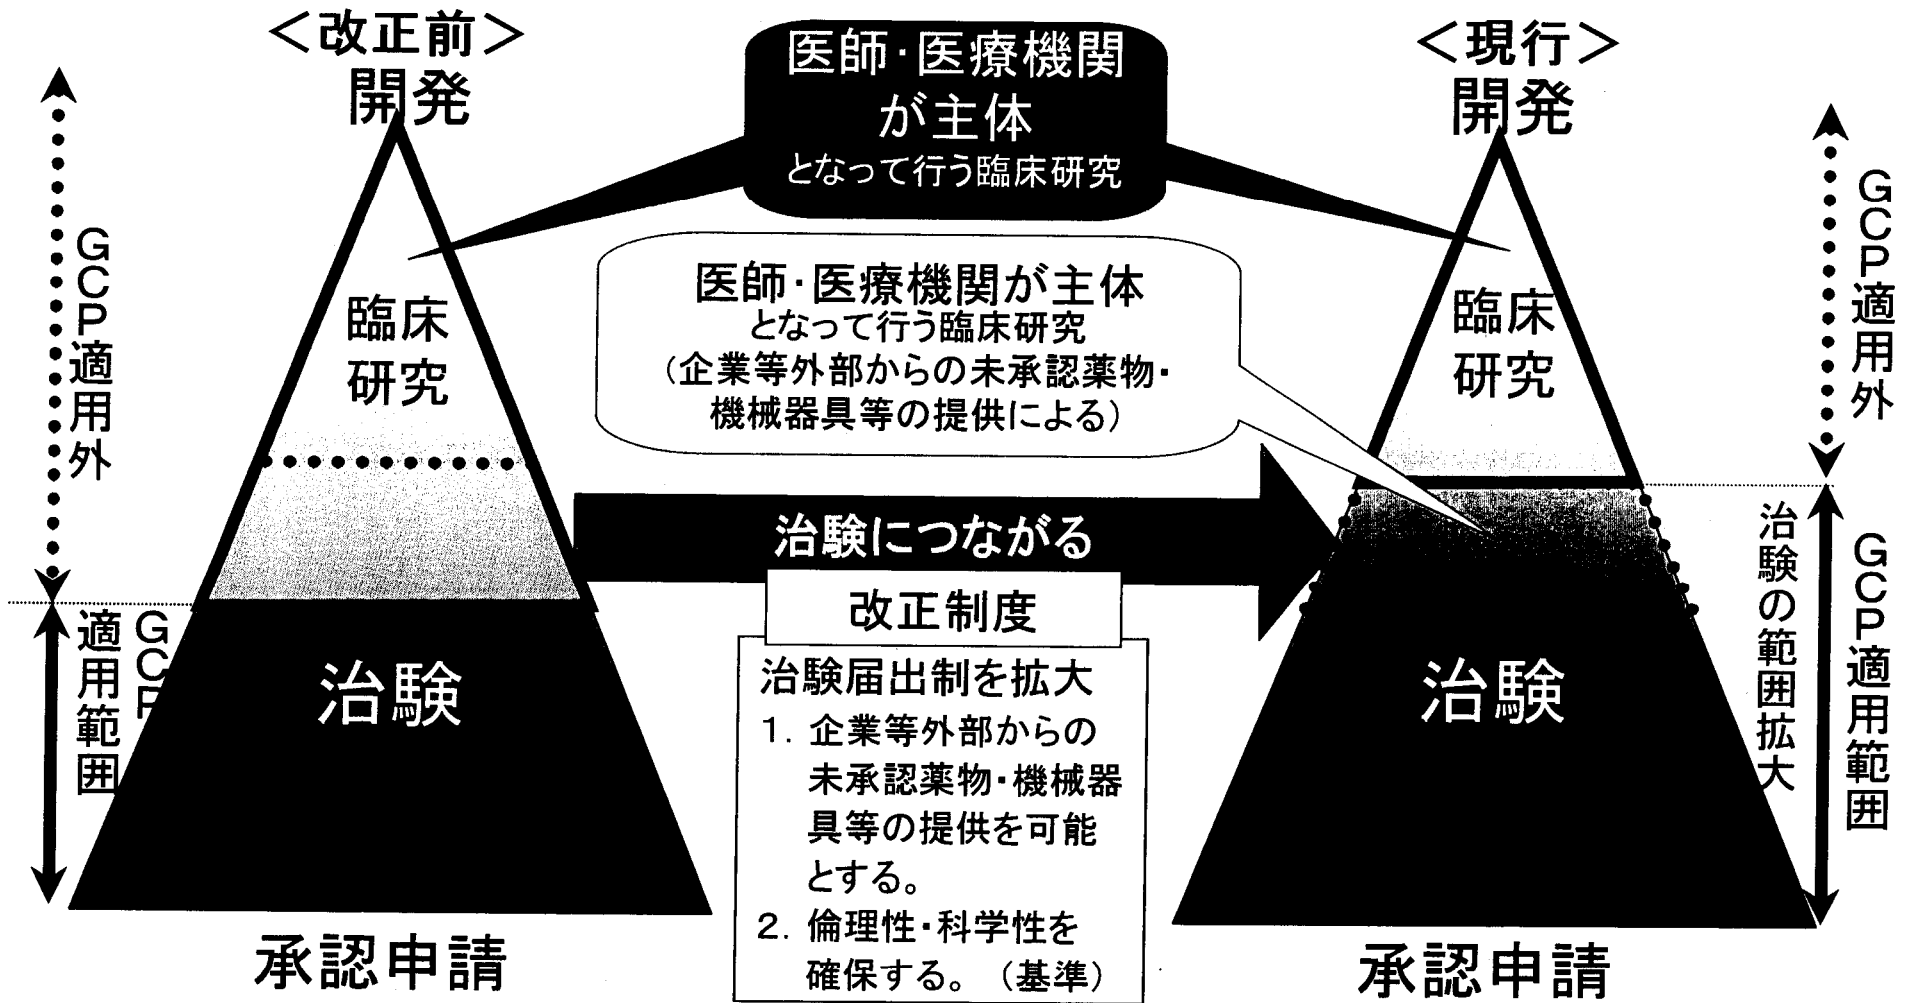 ＜改正前＞
開発
GCP適用外
臨床
研究
GCP
適用範囲
治験
承認申請
医師・医療機関
が主体
となって行う臨床研究
医師・医療機関が主体
となって行う臨床研究
（企業等外部からの未承認薬物・
機械器具等の提供による）
治験につながる
改正制度
治験届出制を拡大
1. 企業等外部からの
未承認薬物・機械器
具等の提供を可能
とする。
2. 倫理性・科学性を
確保する。（基準）
＜現行＞
開発
GCP適用外
臨床
研究
治験
治験の範囲拡大
GCP適用範囲
承認申請